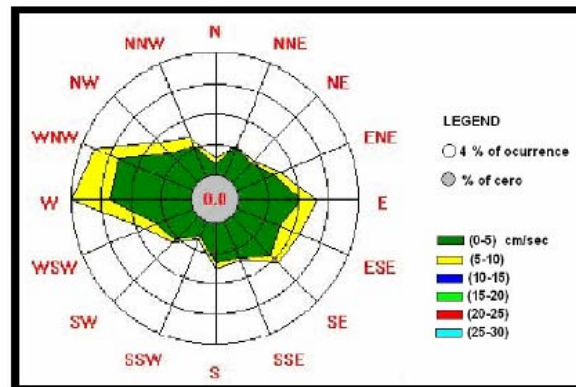 N
NNW
NNE
NW
NE
WNW
ENE
W
0.0
E
WSW
ESE
SW
SE
SSW
SSE
S
LEGEND
4 % of ocurrence
% of cero
(0-5) cm/sec
(5-10)
(10-15)
(15-20)
(20-25)
(25-30)